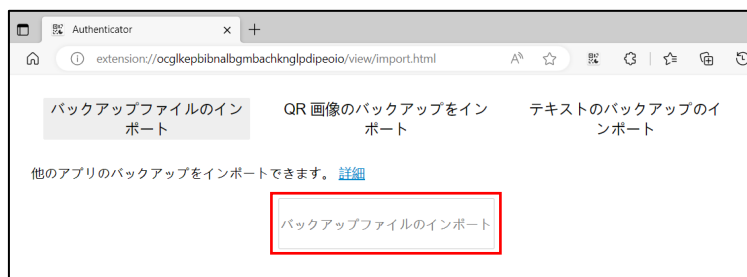 Authenticator
extension://ocglkepbibnalbgmbachknglpdipeoio/view/import.html
バックアップファイルのイン
ポート
QR 画像のバックアップをイン
ポート
テキストのバックアップのイ
ンポート
他のアプリのバックアップをインポートできます。 詳細
バックアップファイルのインポート